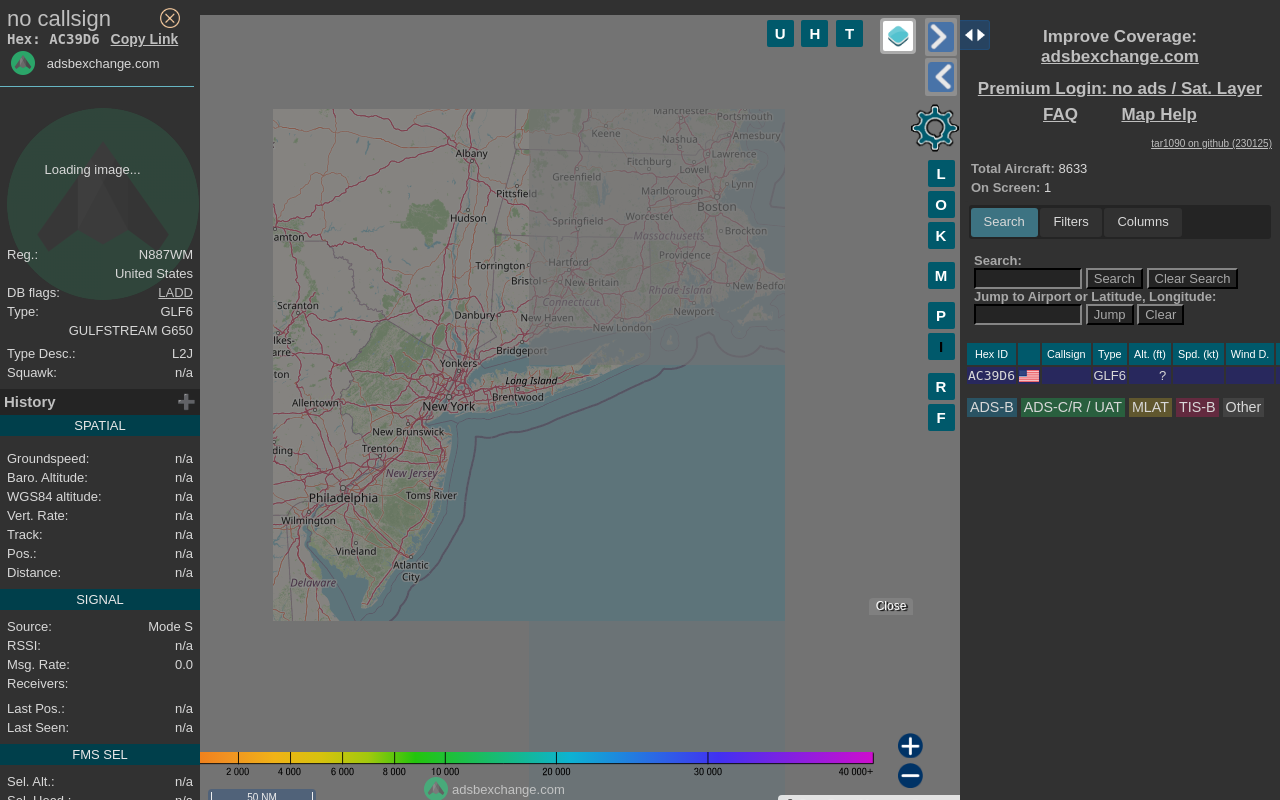 no callsign
Hex: AC39D6 Copy Link
adsbexchange.com
Loading image...
Reg.: N887WM
United States
DB flags: LADD
Type: GLF6
GULFSTREAM G650
Type Desc.: L2J
Squawk: n/a
History
SPATIAL
Groundspeed: n/a
Baro. Altitude: n/a
WGS84 altitude: n/a
Vert. Rate: n/a
Track: n/a
Pos.: n/a
Distance: n/a
SIGNAL
Source: Mode S
RSSI: n/a
Msg. Rate: 0.0
Receivers:
Last Pos.: n/a
Last Seen: n/a
FMS SEL
Sel. Alt.: n/a
Sel. Head.: n/a
U H T
L
O
K
M
P
I
R
F
Manchester
Portsmouth
Keene
Nashua
Amesbury
Albany
Fitchburg
Lawrence
Lowell
Greenfield
Lynn
Pittsfield
Marlborough
Boston
Hudson
Springfield
Worcester
Massachusetts
Brockton
amton
Providence
Torrington
Hartford
Bristol
New Britain
Rhode Island
New Bedfo
Connecticut
Scranton
Danbury
New Haven
New London
Newport
lkes-
arre
Bridgeport
Yonkers
ton
Long Island
Brentwood
Allentown
New York
New Brunswick
ding
Trenton
New Jersey
Philadelphia
Toms River
Wilmington
Vineland
Atlantic
City
Delaware
Close
2 000 4 000 6 000 8 000 10 000 20 000 30 000 40 000+
adsbexchange.com
50 NM
Improve Coverage:
adsbexchange.com
Premium Login: no ads / Sat. Layer
FAQ Map Help
tar1090 on github (230125)
Total Aircraft: 8633
On Screen: 1
Search Filters Columns
Search:
Search Clear Search
Jump to Airport or Latitude, Longitude:
Jump Clear
Hex ID Callsign Type Alt. (ft) Spd. (kt) Wind D.
AC39D6 GLF6 ?
ADS-B ADS-C/R / UAT MLAT TIS-B Other